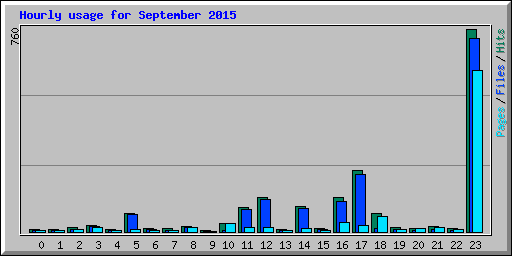 Hourly usage for September 2015
760
Pages/Files/Hits
0 1 2 3 4 5 6 7 8 9 10 11 12 13 14 15 16 17 18 19 20 21 22 23